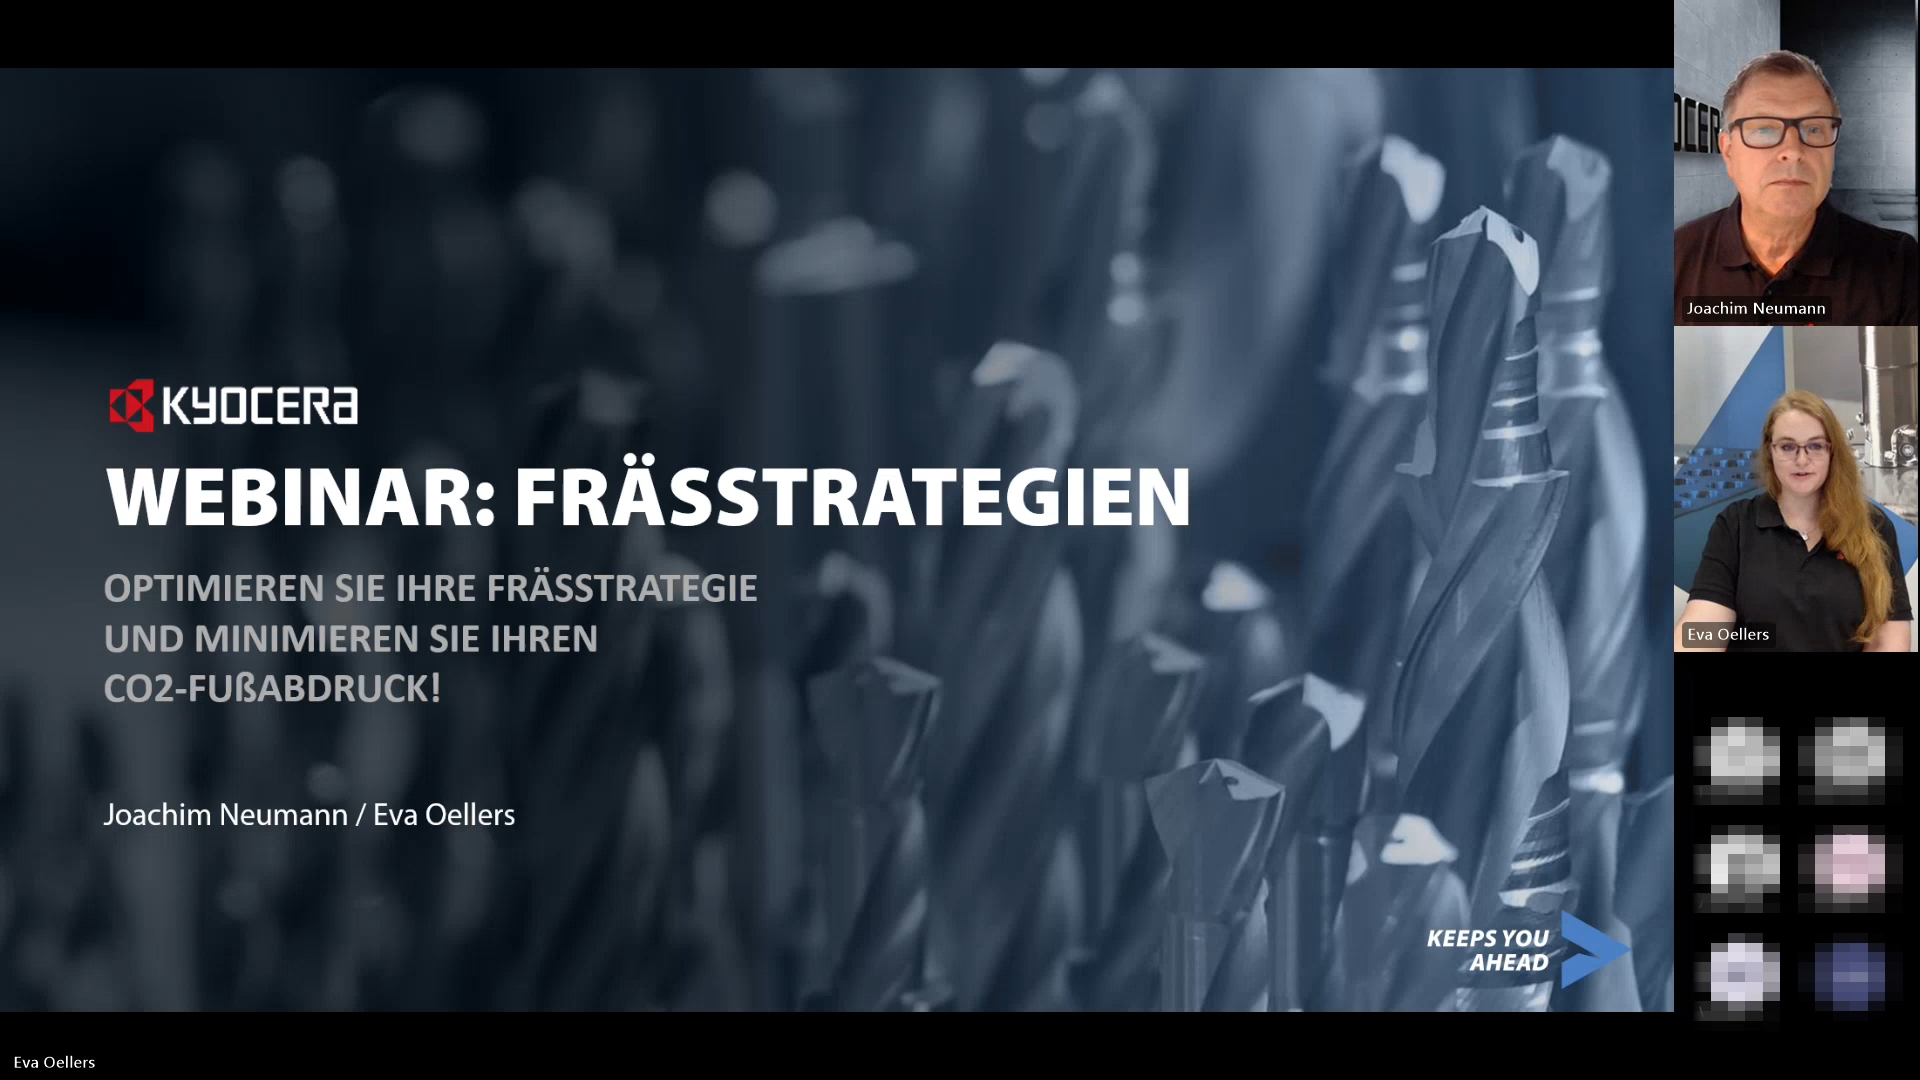 KYOCERA
WEBINAR: FRÄSSTRATEGIEN
OPTIMIEREN SIE IHRE FRÄSSTRATEGIE
UND MINIMIEREN SIE IHREN
CO2-FUßABDRUCK!
Joachim Neumann / Eva Oellers
KEEPS YOU
AHEAD
Joachim Neumann
Eva Oellers
Eva Oellers